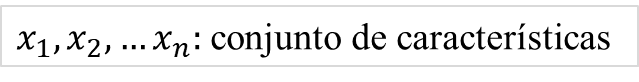 𝑥₁, 𝑥₂, … 𝑥ₙ: conjunto de características